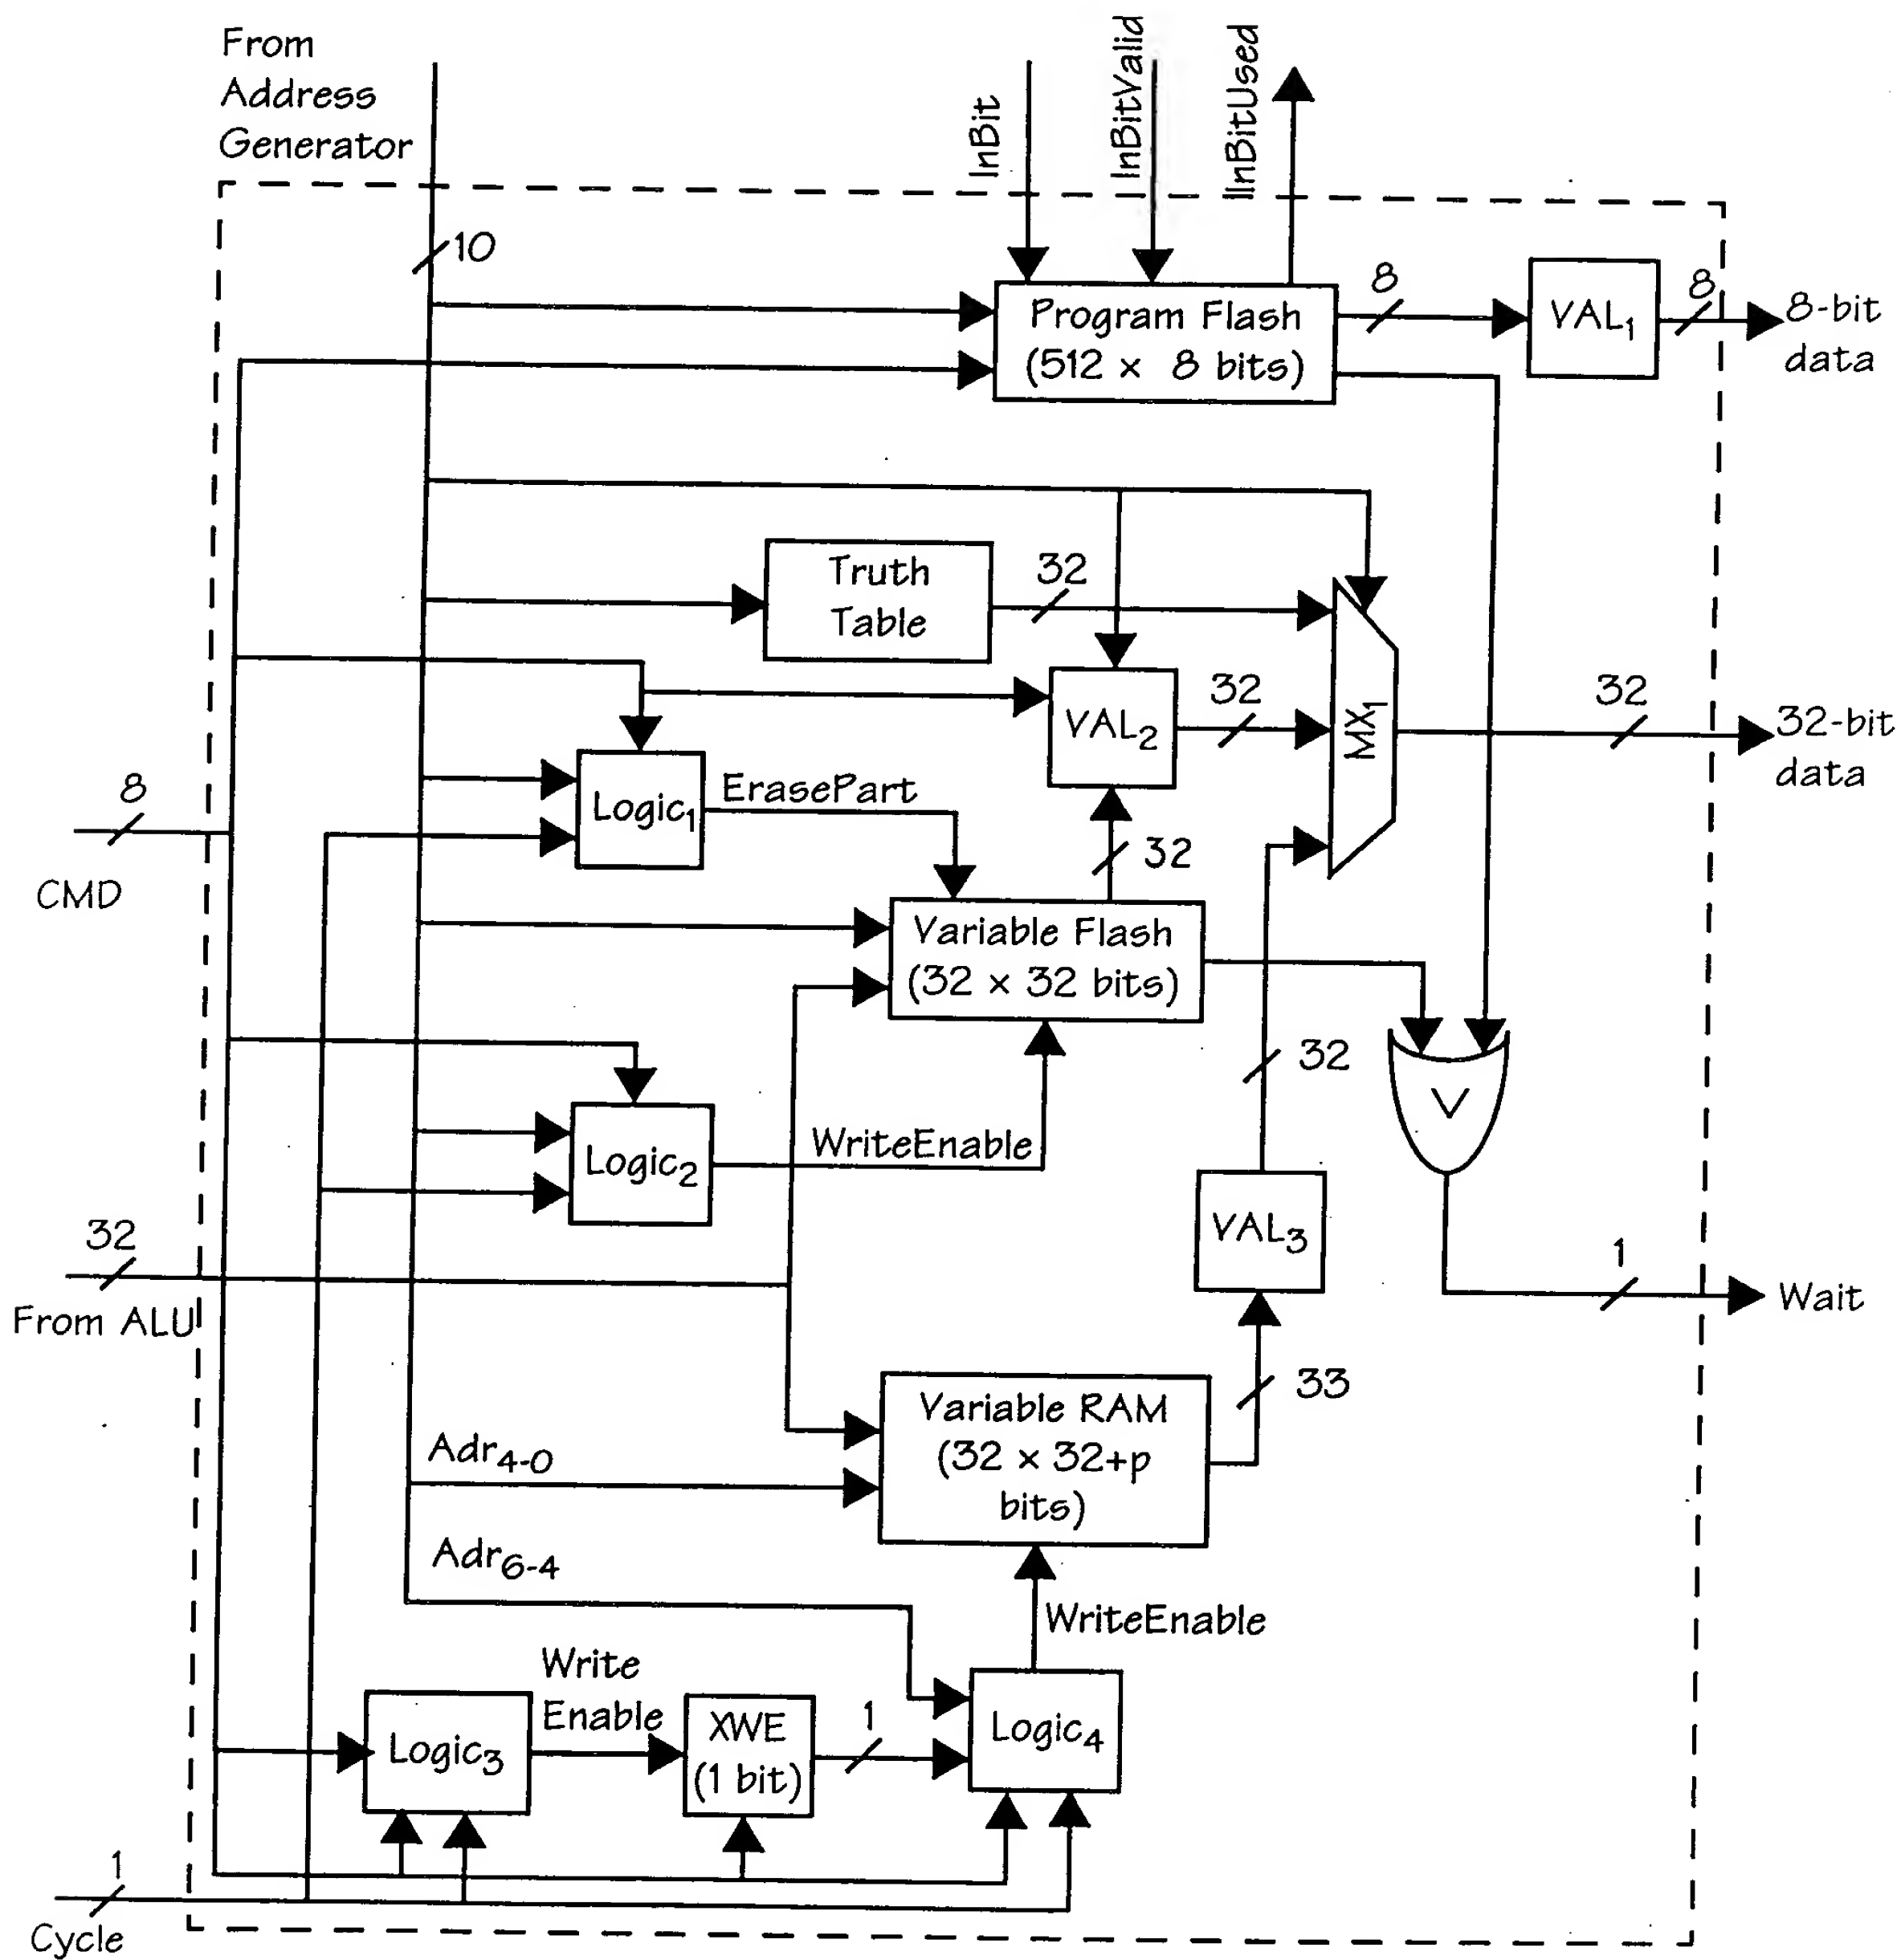 From
Address
Generator
InBit
InBitValid
InBitUsed
10
Program Flash
(512 x 8 bits)
8
VAL1
8
8-bit
data
Truth
Table
32
VAL2
32
MX1
32
32-bit
data
8
CMD
Logic1
ErasePart
32
Variable Flash
(32 x 32 bits)
32
V
Logic2
WriteEnable
VAL3
32
From ALU
1
Wait
33
Variable RAM
(32 x 32+p
bits)
Adr4-0
Adr6-4
WriteEnable
Write
Enable
Logic3
XWE
(1 bit)
1
Logic4
1
Cycle